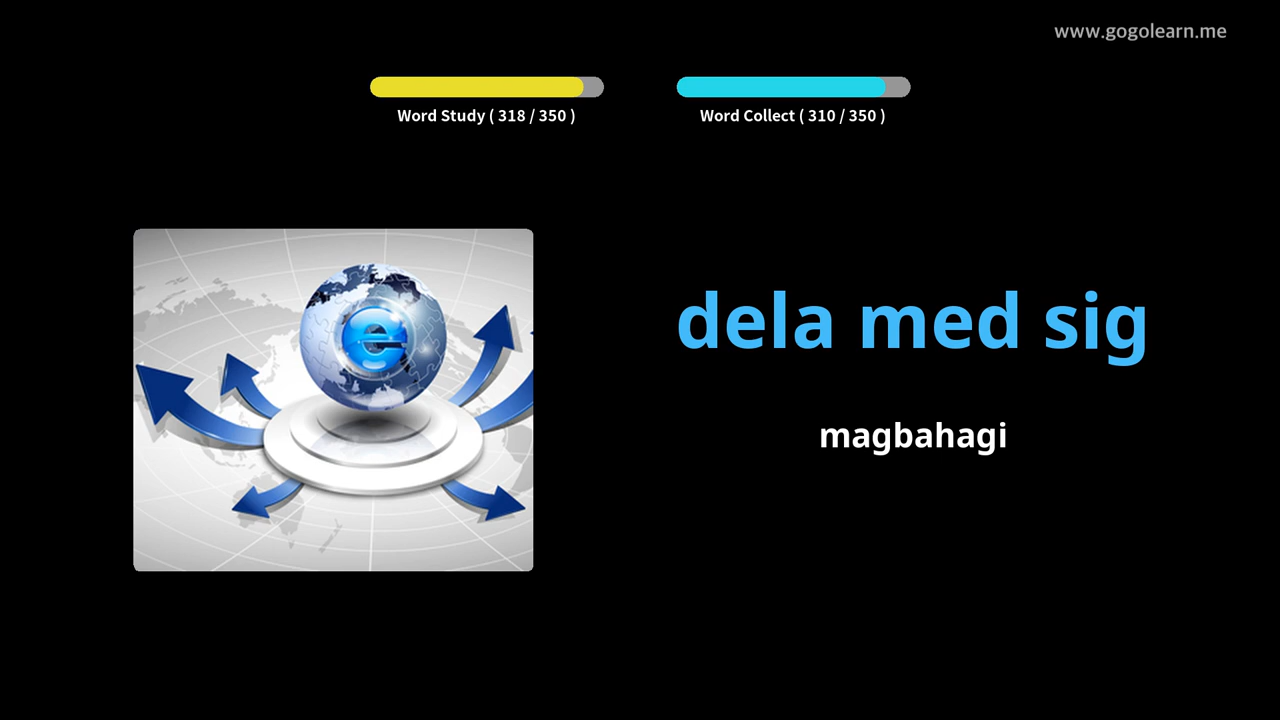 www.gogolearn.me
Word Study ( 318 / 350 )
Word Collect ( 310 / 350 )
e
dela med sig
magbahagi